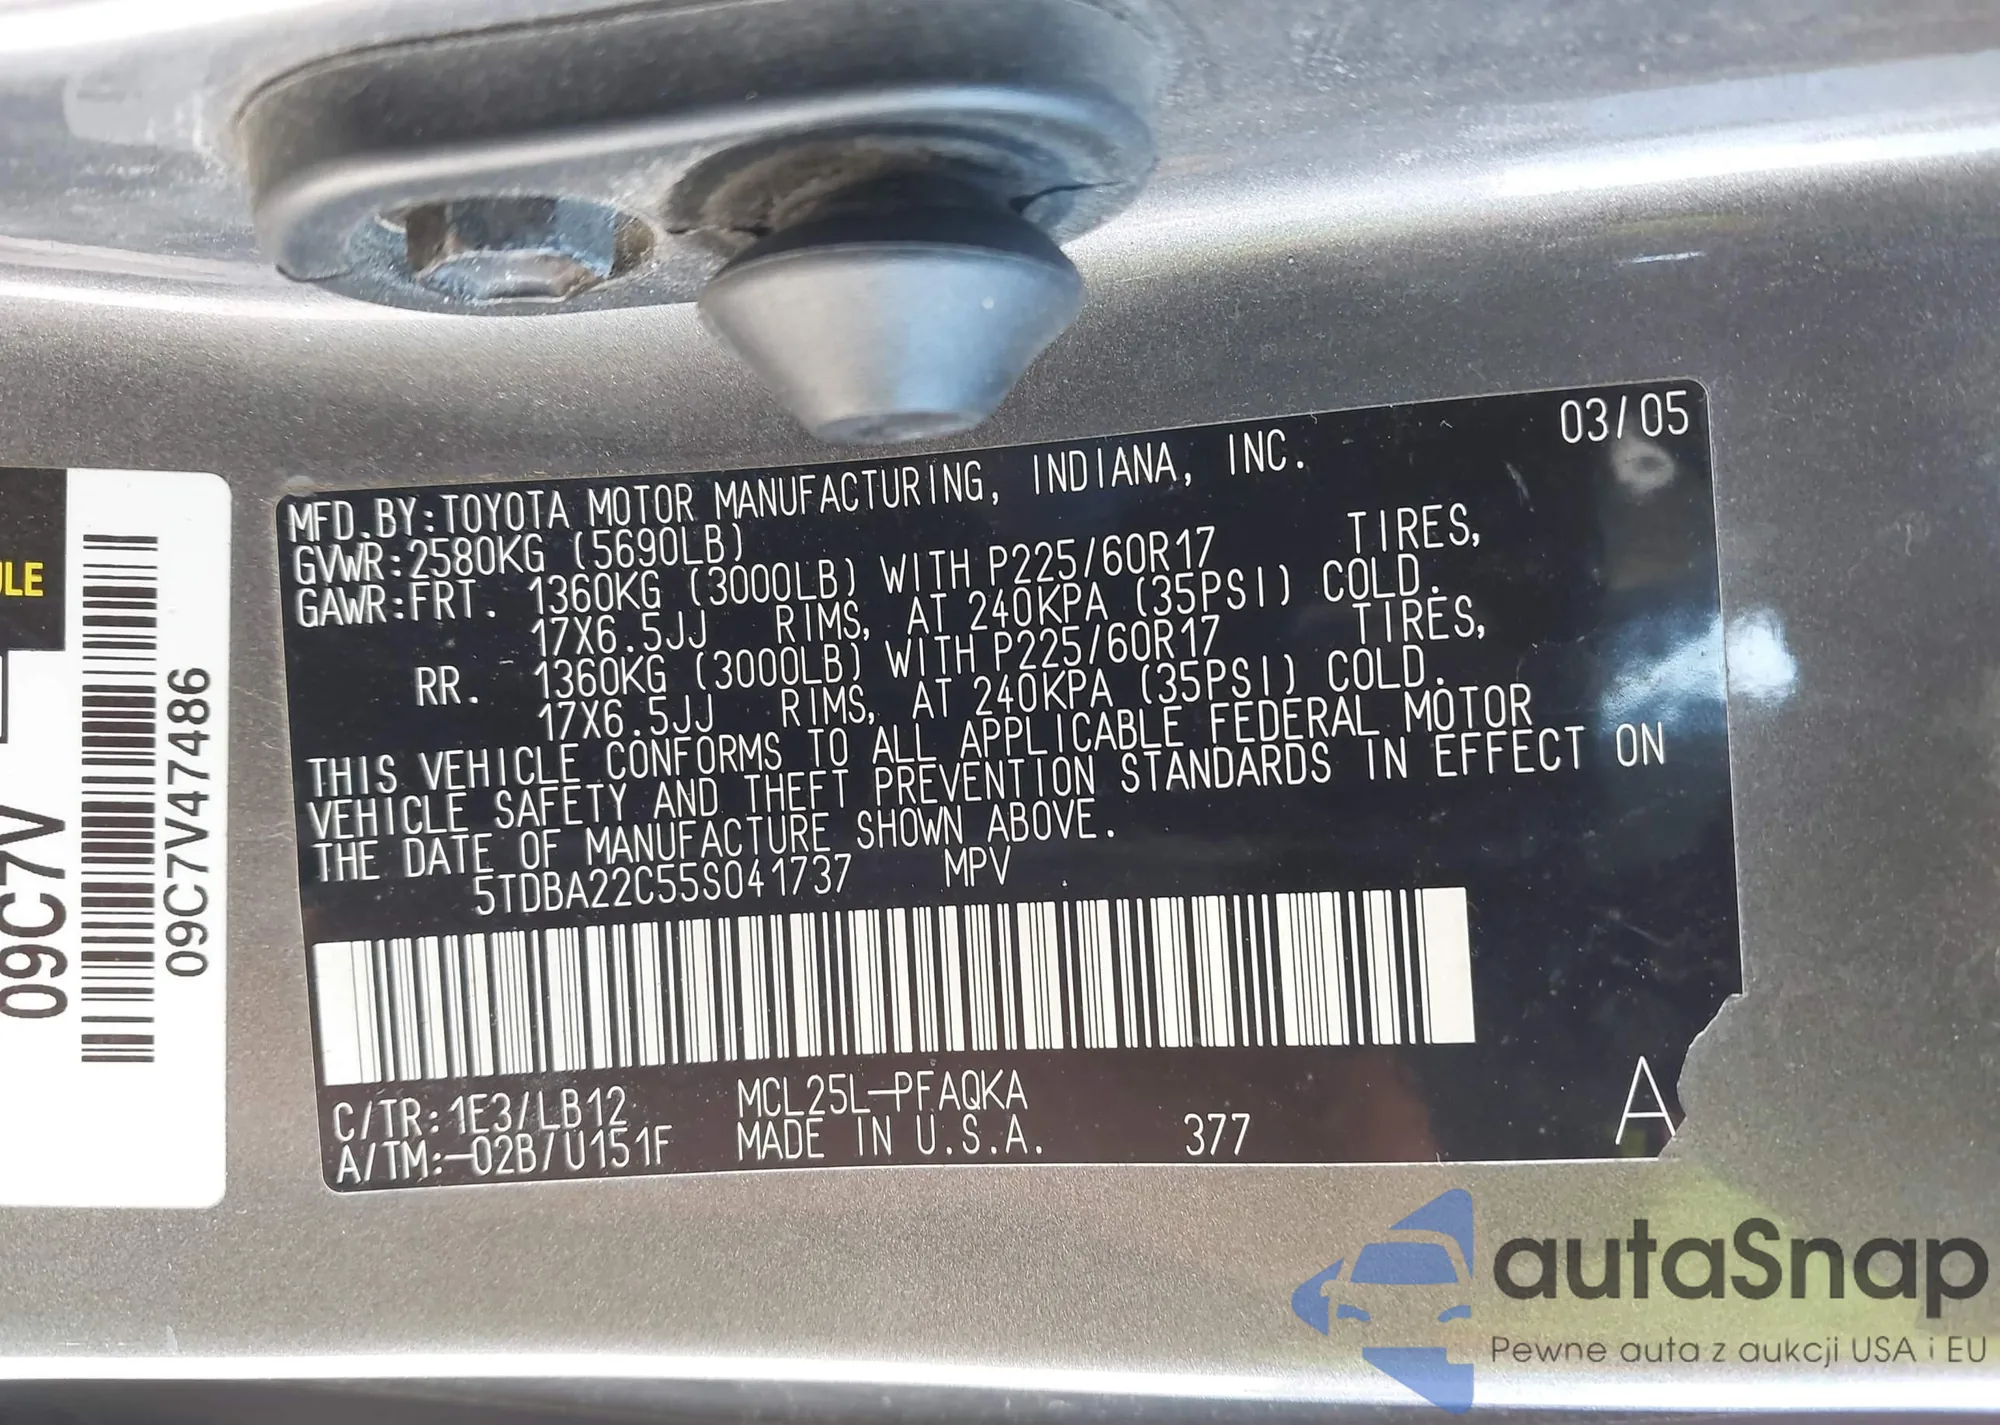 ULE
09C7V
09C7V47486
03/05
MFD.BY:TOYOTA MOTOR MANUFACTURING, INDIANA, INC.
GVWR:2580KG (5690LB)
GAWR:FRT. 1360KG (3000LB) WITH P225/60R17 TIRES,
17X6.5JJ RIMS, AT 240KPA (35PSI) COLD.
RR. 1360KG (3000LB) WITH P225/60R17 TIRES,
17X6.5JJ RIMS, AT 240KPA (35PSI) COLD.
THIS VEHICLE CONFORMS TO ALL APPLICABLE FEDERAL MOTOR
VEHICLE SAFETY AND THEFT PREVENTION STANDARDS IN EFFECT ON
THE DATE OF MANUFACTURE SHOWN ABOVE.
5TDBA22C55S041737 MPV
C/TR:1E3/LB12 MCL25L-PFAQKA
A/TM:-02B/U151F MADE IN U.S.A. 377 A
autaSnap
Pewne auta z aukcji USA i EU